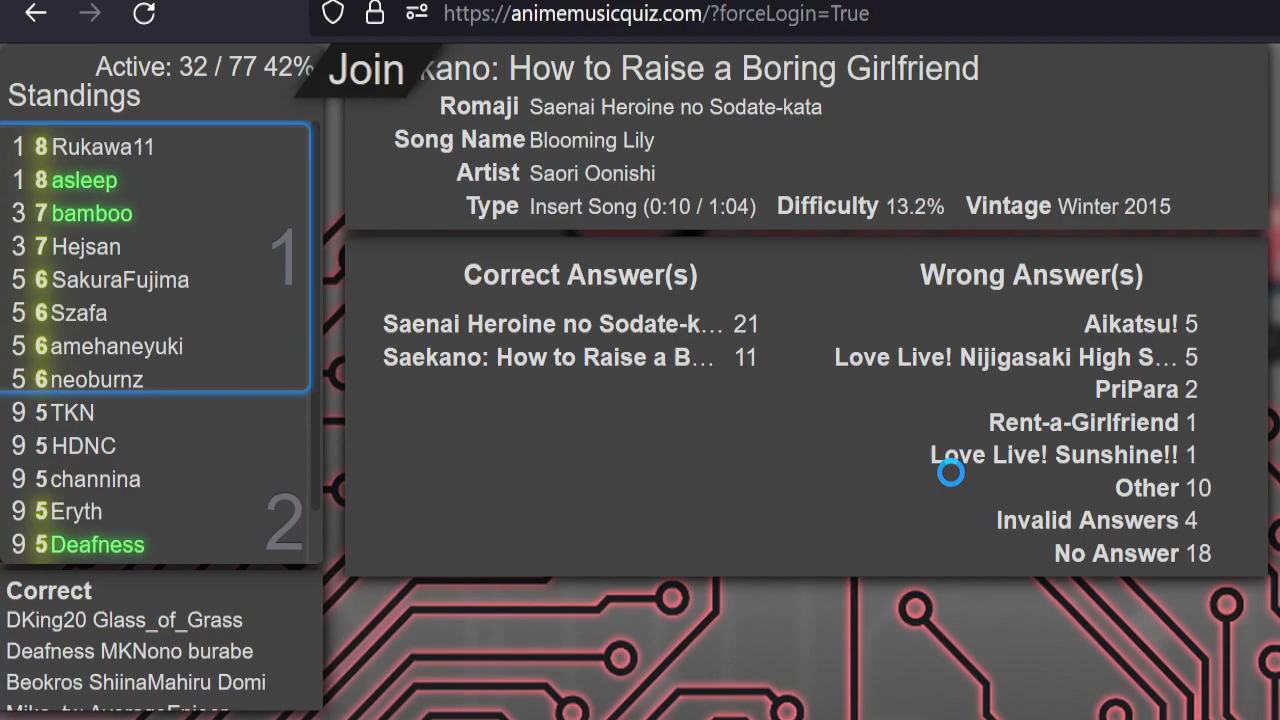 https://animemusicquiz.com/?forceLogin=True
Active: 32 / 77 42%
Join
Standings
1 8 Rukawa11
1 8 asleep
3 7 bamboo
3 7 Hejsan
5 6 SakuraFujima
5 6 Szafa
5 6 amehaneyuki
5 6 neoburnz
1
9 5 TKN
9 5 HDNC
9 5 channina
9 5 Eryth
9 5 Deafness
2
Correct
DKing20 Glass_of_Grass
Deafness MKNono burabe
Beokros ShiinaMahiru Domi
kano: How to Raise a Boring Girlfriend
Romaji Saenai Heroine no Sodate-kata
Song Name Blooming Lily
Artist Saori Oonishi
Type Insert Song (0:10 / 1:04) Difficulty 13.2% Vintage Winter 2015
Correct Answer(s)
Saenai Heroine no Sodate-k... 21
Saekano: How to Raise a B... 11
Wrong Answer(s)
Aikatsu! 5
Love Live! Nijigasaki High S... 5
PriPara 2
Rent-a-Girlfriend 1
Love Live! Sunshine!! 1
Other 10
Invalid Answers 4
No Answer 18